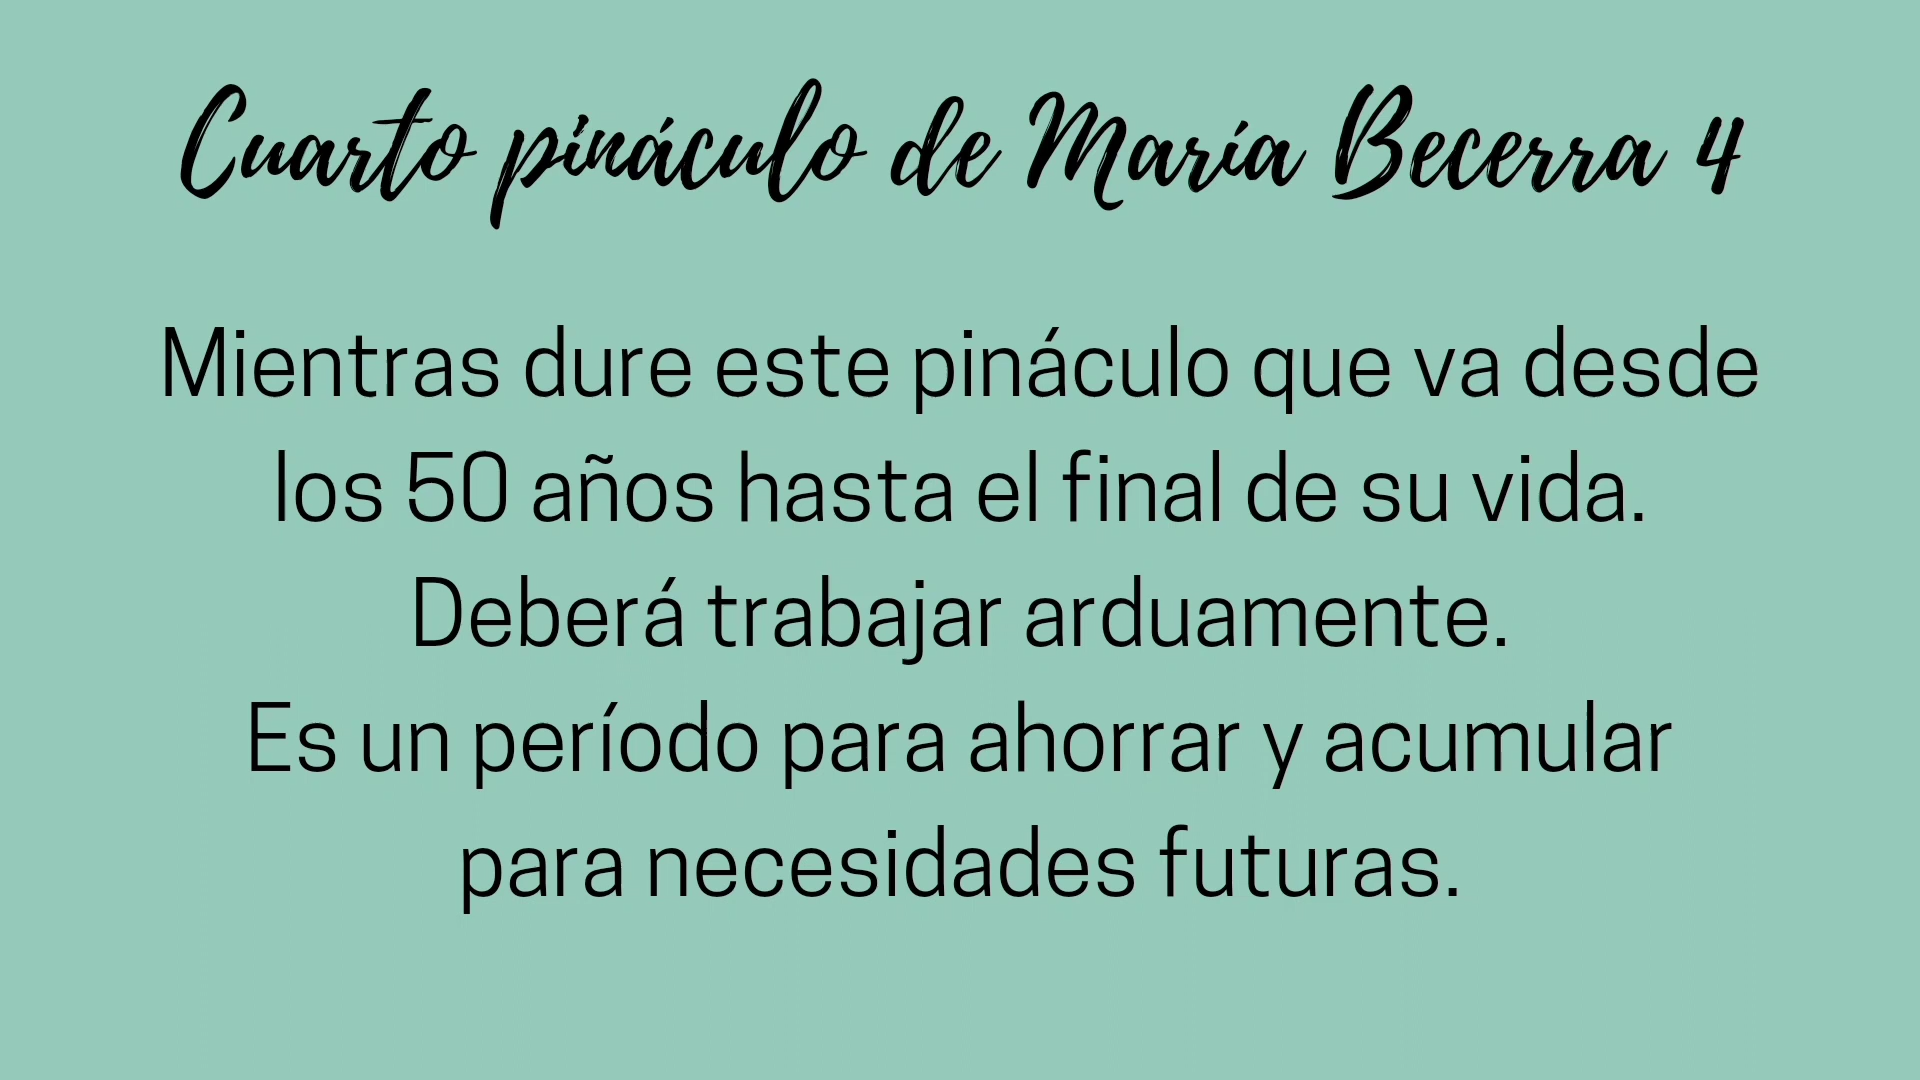 Cuarto pináculo de María Becerra 4
Mientras dure este pináculo que va desde
los 50 años hasta el final de su vida.
Deberá trabajar arduamente.
Es un período para ahorrar y acumular
para necesidades futuras.